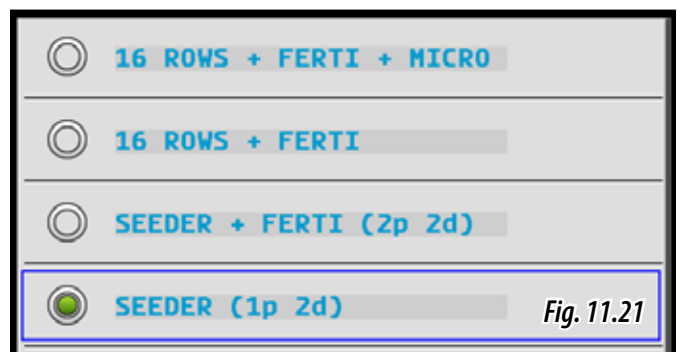 16 ROWS + FERTI + MICRO
16 ROWS + FERTI
SEEDER + FERTI (2p 2d)
SEEDER (1p 2d)
Fig. 11.21